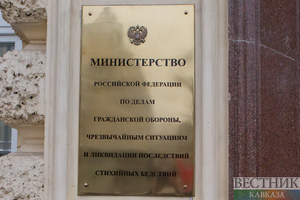 МИНИСТЕРСТВО
РОССИЙСКОЙ ФЕДЕРАЦИИ
ПО ДЕЛАМ
ГРАЖДАНСКОЙ ОБОРОНЫ,
ЧРЕЗВЫЧАЙНЫМ СИТУАЦИЯМ
И ЛИКВИДАЦИИ ПОСЛЕДСТВИЙ
СТИХИЙНЫХ БЕДСТВИЙ
ВЕСТНИК
КАВКАЗА